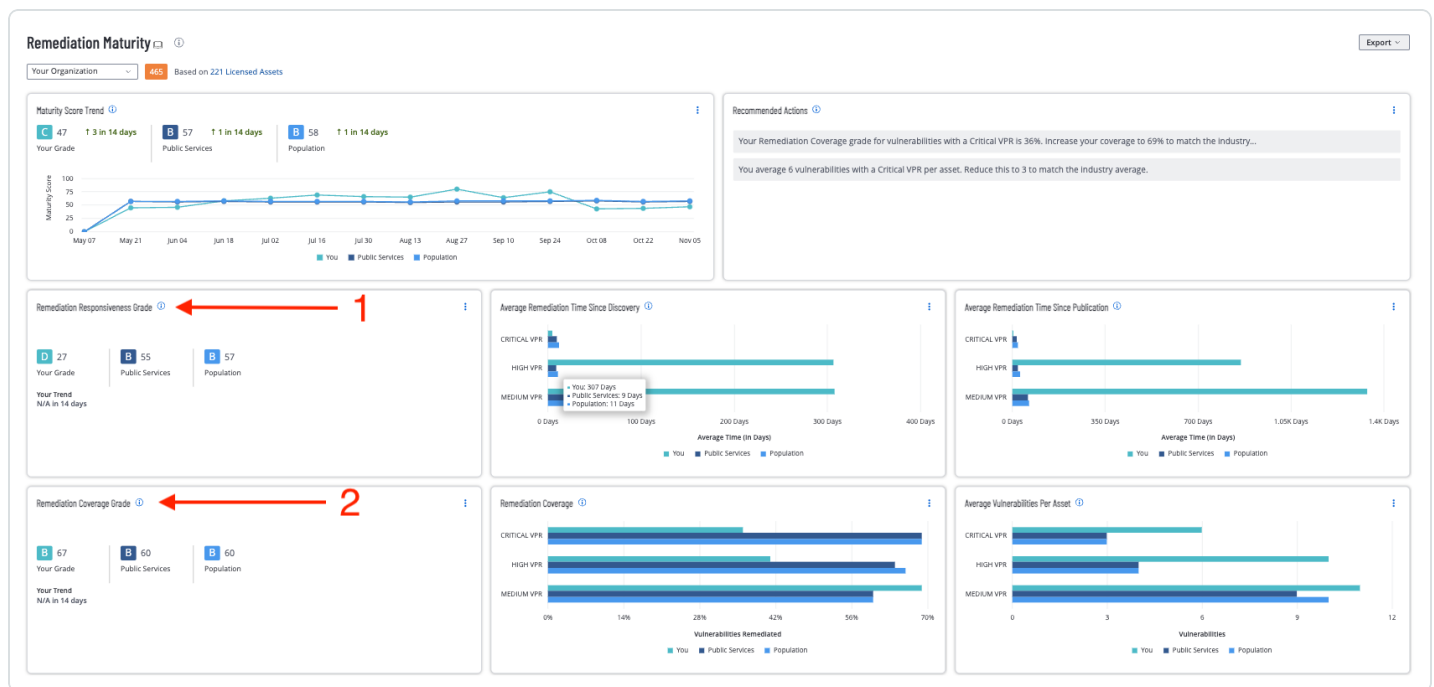 Remediation Maturity
Export
Your Organization
465
Based on 221 Licensed Assets
Maturity Score Trend
C 47 ↑ 3 in 14 days
Your Grade
B 57 ↑ 1 in 14 days
Public Services
B 58 ↑ 1 in 14 days
Population
Maturity Score
100
75
50
25
0
May 07 May 21 Jun 04 Jun 18 Jul 02 Jul 16 Jul 30 Aug 13 Aug 27 Sep 10 Sep 24 Oct 08 Oct 22 Nov 05
You Public Services Population
Recommended Actions
Your Remediation Coverage grade for vulnerabilities with a Critical VPR is 36%. Increase your coverage to 69% to match the industry...
You average 6 vulnerabilities with a Critical VPR per asset. Reduce this to 3 to match the industry average.
Remediation Responsiveness Grade
1
D 27
Your Grade
B 55
Public Services
B 57
Population
Your Trend
N/A in 14 days
Average Remediation Time Since Discovery
CRITICAL VPR
HIGH VPR
MEDIUM VPR
You: 307 Days
Public Services: 9 Days
Population: 11 Days
0 Days 100 Days 200 Days 300 Days 400 Days
Average Time (In Days)
You Public Services Population
Average Remediation Time Since Publication
CRITICAL VPR
HIGH VPR
MEDIUM VPR
0 Days 350 Days 700 Days 1.05K Days 1.4K Days
Average Time (In Days)
You Public Services Population
Remediation Coverage Grade
2
B 67
Your Grade
B 60
Public Services
B 60
Population
Your Trend
N/A in 14 days
Remediation Coverage
CRITICAL VPR
HIGH VPR
MEDIUM VPR
0% 14% 28% 42% 56% 70%
Vulnerabilities Remediated
You Public Services Population
Average Vulnerabilities Per Asset
CRITICAL VPR
HIGH VPR
MEDIUM VPR
0 3 6 9 12
Vulnerabilities
You Public Services Population